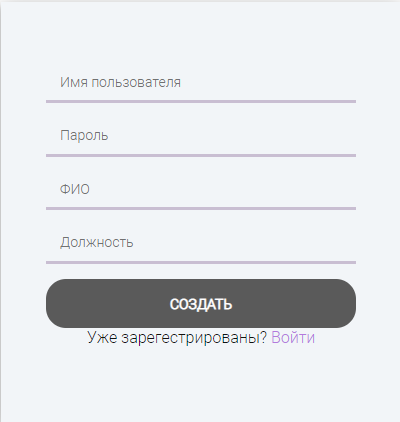 Имя пользователя
Пароль
ФИО
Должность
СОЗДАТЬ
Уже зарегестрированы? Войти